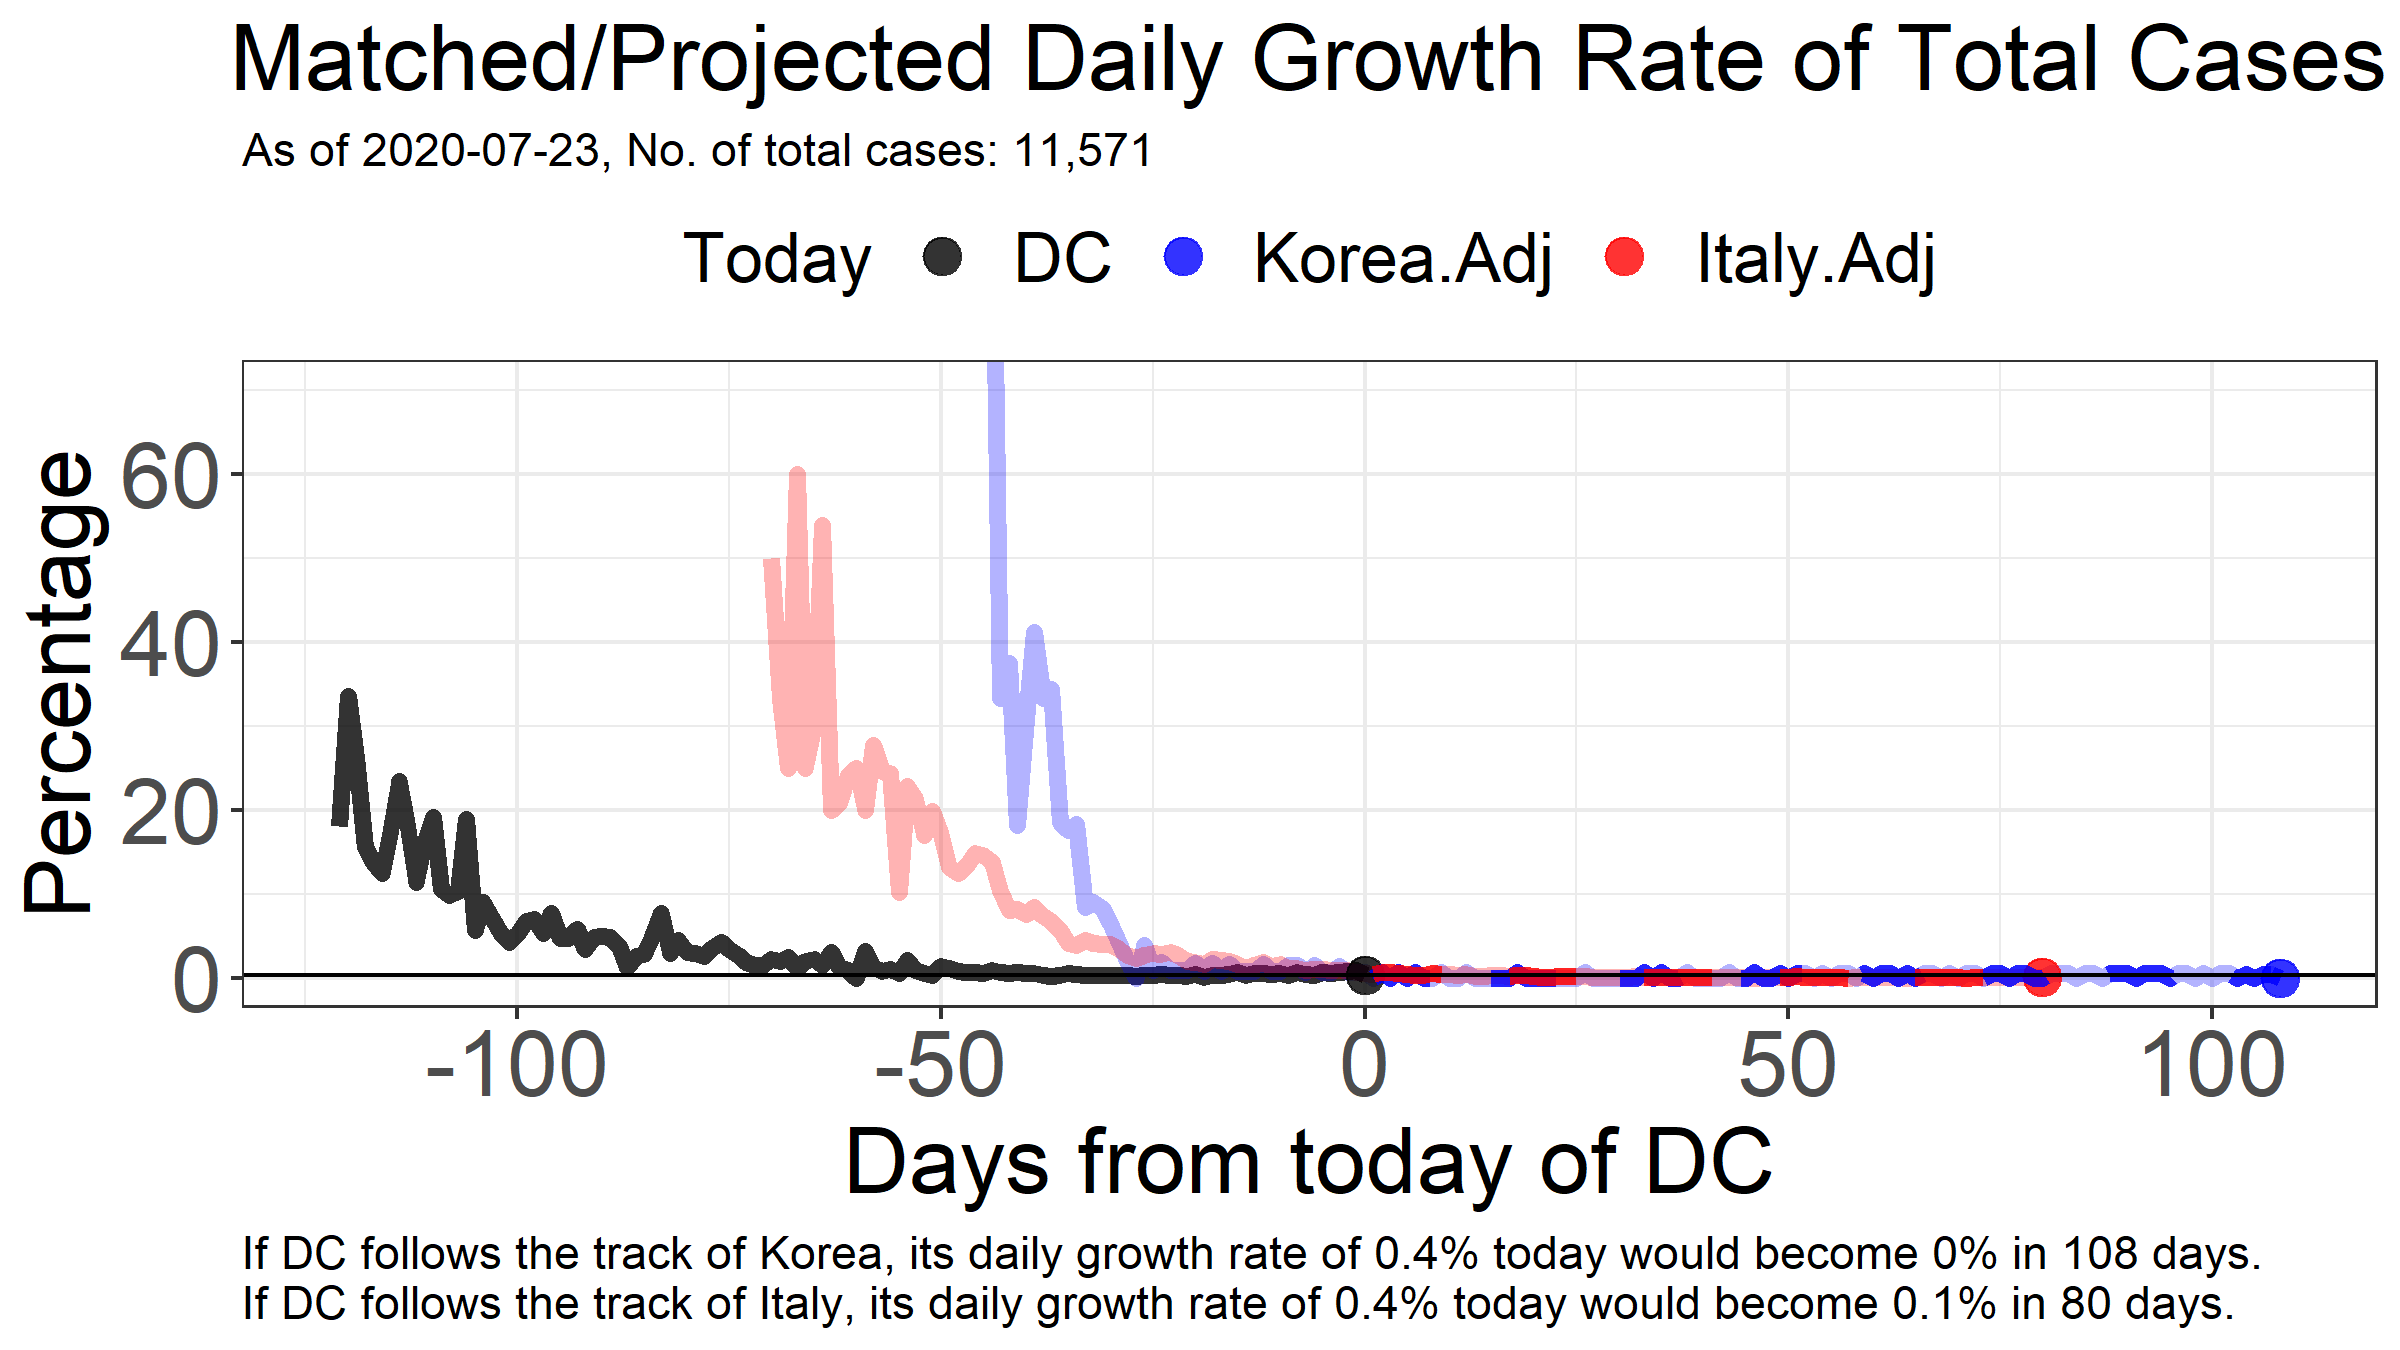 Matched/Projected Daily Growth Rate of Total Cases
As of 2020-07-23, No. of total cases: 11,571
Today DC Korea.Adj Italy.Adj
Percentage
60
40
20
0
-100 -50 0 50 100
Days from today of DC
If DC follows the track of Korea, its daily growth rate of 0.4% today would become 0% in 108 days.
If DC follows the track of Italy, its daily growth rate of 0.4% today would become 0.1% in 80 days.